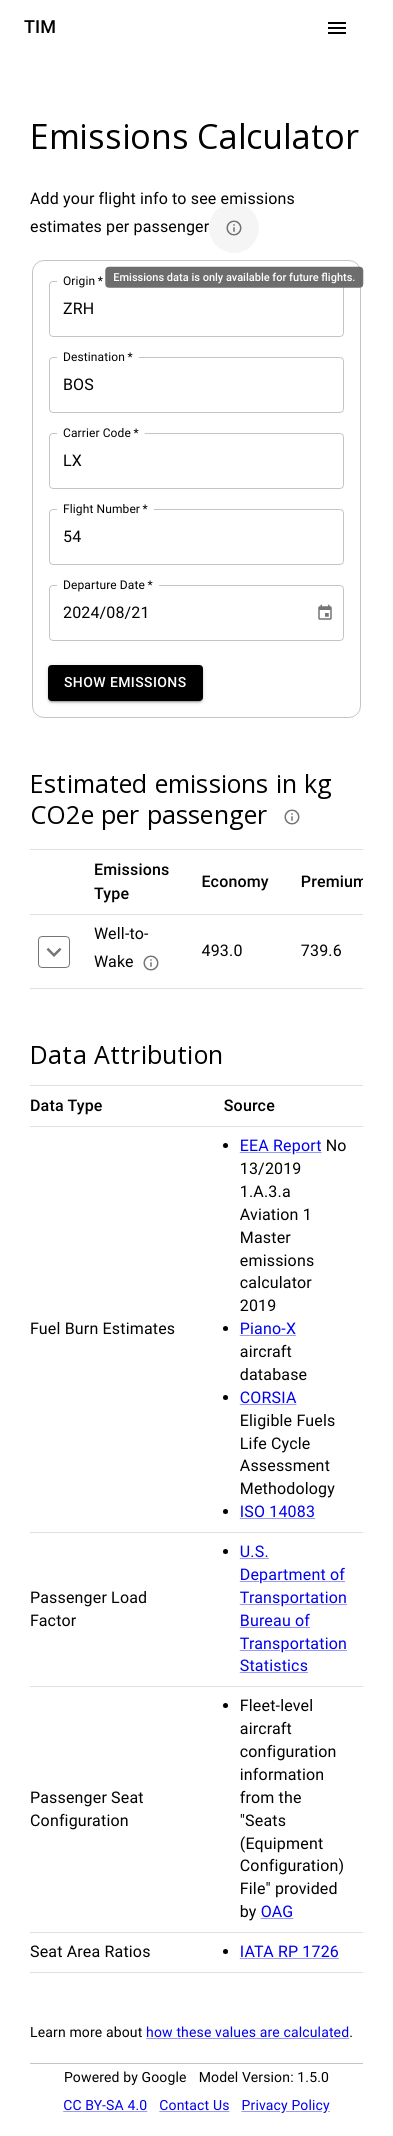 TIM
Emissions Calculator
Add your flight info to see emissions
estimates per passenger
Emissions data is only available for future flights.
Origin *
ZRH
Destination *
BOS
Carrier Code *
LX
Flight Number *
54
Departure Date *
2024/08/21
SHOW EMISSIONS
Estimated emissions in kg
CO2e per passenger
Emissions
Type
Economy
Premium
Well-to-
Wake
493.0
739.6
Data Attribution
Data Type
Source
Fuel Burn Estimates
• EEA Report No
13/2019
1.A.3.a
Aviation 1
Master
emissions
calculator
2019
• Piano-X
aircraft
database
• CORSIA
Eligible Fuels
Life Cycle
Assessment
Methodology
• ISO 14083
Passenger Load
Factor
• U.S.
Department of
Transportation
Bureau of
Transportation
Statistics
Passenger Seat
Configuration
• Fleet-level
aircraft
configuration
information
from the
"Seats
(Equipment
Configuration)
File" provided
by OAG
Seat Area Ratios
• IATA RP 1726
Learn more about how these values are calculated.
Powered by Google Model Version: 1.5.0
CC BY-SA 4.0 Contact Us Privacy Policy